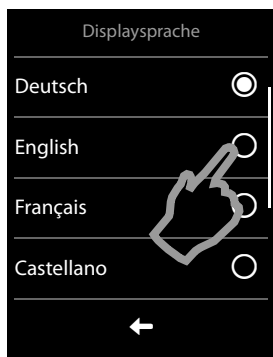 Displaysprache
Deutsch
English
Français
Castellano